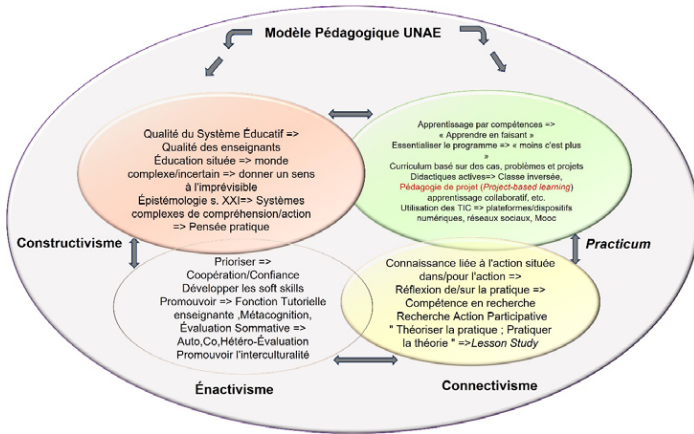 Modèle Pédagogique UNAE
Qualité du Système Éducatif =>
Qualité des enseignants
Éducation située => monde
complexe/incertain => donner un sens
à l'imprévisible
Épistémologie s. XXI=> Systèmes
complexes de compréhension/action
=> Pensée pratique
Apprentissage par compétences =>
« Apprendre en faisant »
Essentialiser le programme => « moins c'est plus
»
Curriculum basé sur des cas, problèmes et projets
Didactiques actives=> Classe inversée,
Pédagogie de projet (Project-based learning)
apprentissage collaboratif, etc.
Utilisation des TIC => plateformes/dispositifs
numériques, réseaux sociaux, Mooc
Constructivisme
Practicum
Prioriser =>
Coopération/Confiance
Développer les soft skills
Promouvoir => Fonction Tutorielle
enseignante ,Métacognition,
Évaluation Sommative =>
Auto,Co,Hétéro-Évaluation
Promouvoir l'interculturalité
Connaissance liée à l'action située
dans/pour l'action =>
Réflexion de/sur la pratique =>
Compétence en recherche
Recherche Action Participative
" Théoriser la pratique ; Pratiquer
la théorie " =>Lesson Study
Énactivisme
Connectivisme